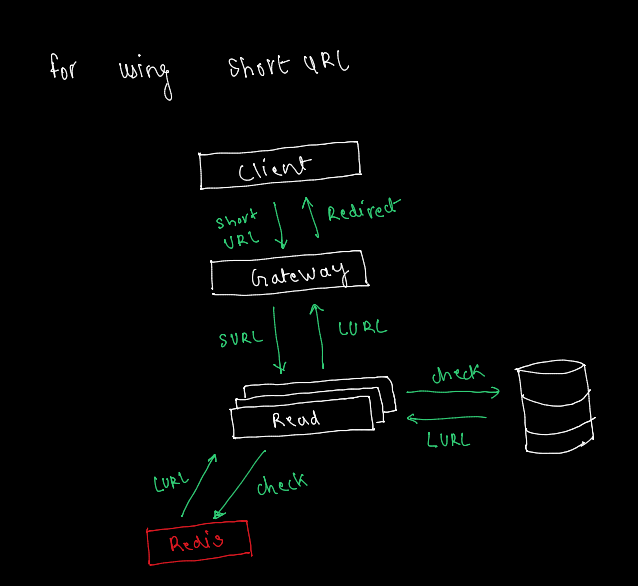 for using short URL
Client
short
URL
Redirect
Gateway
SURL
LURL
check
Read
LURL
LURL
check
Redis